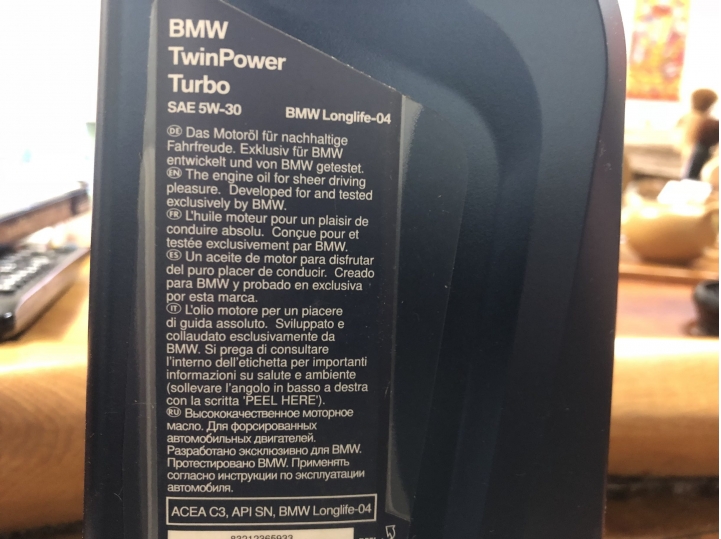 BMW
TwinPower
Turbo
SAE 5W-30 BMW Longlife-04
DE Das Motoröl für nachhaltige
Fahrfreude. Exklusiv für BMW
entwickelt und von BMW getestet.
EN The engine oil for sheer driving
pleasure. Developed for and tested
exclusively by BMW.
FR L'huile moteur pour un plaisir de
conduire absolu. Conçue pour et
testée exclusivement par BMW.
ES Un aceite de motor para disfrutar
del puro placer de conducir. Creado
para BMW y probado en exclusiva
por esta marca.
IT L'olio motore per un piacere
di guida assoluto. Sviluppato e
collaudato esclusivamente da
BMW. Si prega di consultare
l'interno dell'etichetta per importanti
informazioni su salute e ambiente
(sollevare l'angolo in basso a destra
con la scritta 'PEEL HERE').
RU Высококачественное моторное
масло. Для форсированных
автомобильных двигателей.
Разработано эксклюзивно для BMW.
Протестировано BMW. Применять
согласно инструкции по эксплуатации
автомобиля.
ACEA C3, API SN, BMW Longlife-04